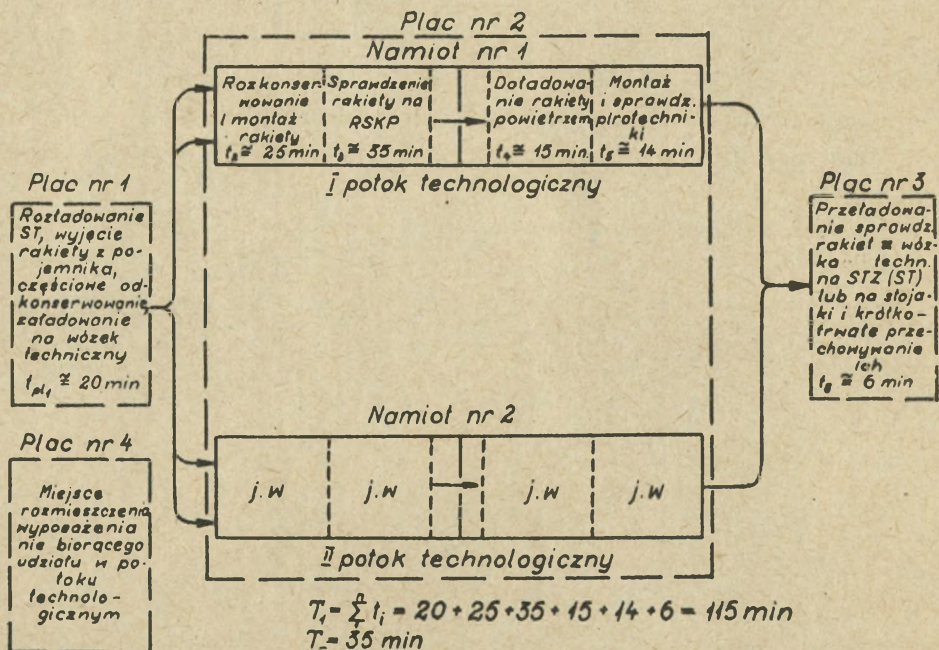 Plac nr 2
Namiot nr 1
Rozkonser-
wowanie
i montaż
rakiety
t₂ ≅ 25 min
Sprawdzenie
rakiety na
RSKP
t₃ ≅ 35 min
Dotadowa-
nie rakiety
powietrzem
t₄ ≅ 15 min.
Montaż
i sprawdz.
pirotechni-
ki
t₅ ≅ 14 min
I potok technologiczny
Plac nr 1
Roztadowanie
ST, wyjęcie
rakiety z po-
jemnika,
częściowe od-
konserwowanie
załadowanie
na wózek
techniczny
t_pl₁ ≅ 20 min
Plac nr 3
Przeładowa-
nie sprawdz.
rakiet z wóz-
ka techn.
na STZ (ST)
lub na stoja-
ki i krótko-
trwałe prze-
chowywanie
ich
t₆ ≅ 6 min
Namiot nr 2
j.w j.w j.w j.w
II potok technologiczny
Plac nr 4
Miejsce
rozmieszczenia
wyposażenia
nie biorącego
udziału w po-
toku
technolo-
gicznym
T₁ = Σ tᵢ = 20 + 25 + 35 + 15 + 14 + 6 = 115 min
T₂ = 35 min